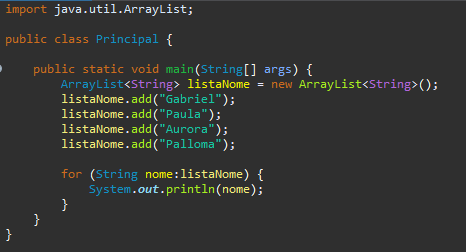 import java.util.ArrayList;
public class Principal {
public static void main(String[] args) {
ArrayList<String> listaNome = new ArrayList<String>();
listaNome.add("Gabriel");
listaNome.add("Paula");
listaNome.add("Aurora");
listaNome.add("Palloma");
for (String nome:listaNome) {
System.out.println(nome);
}
}
}